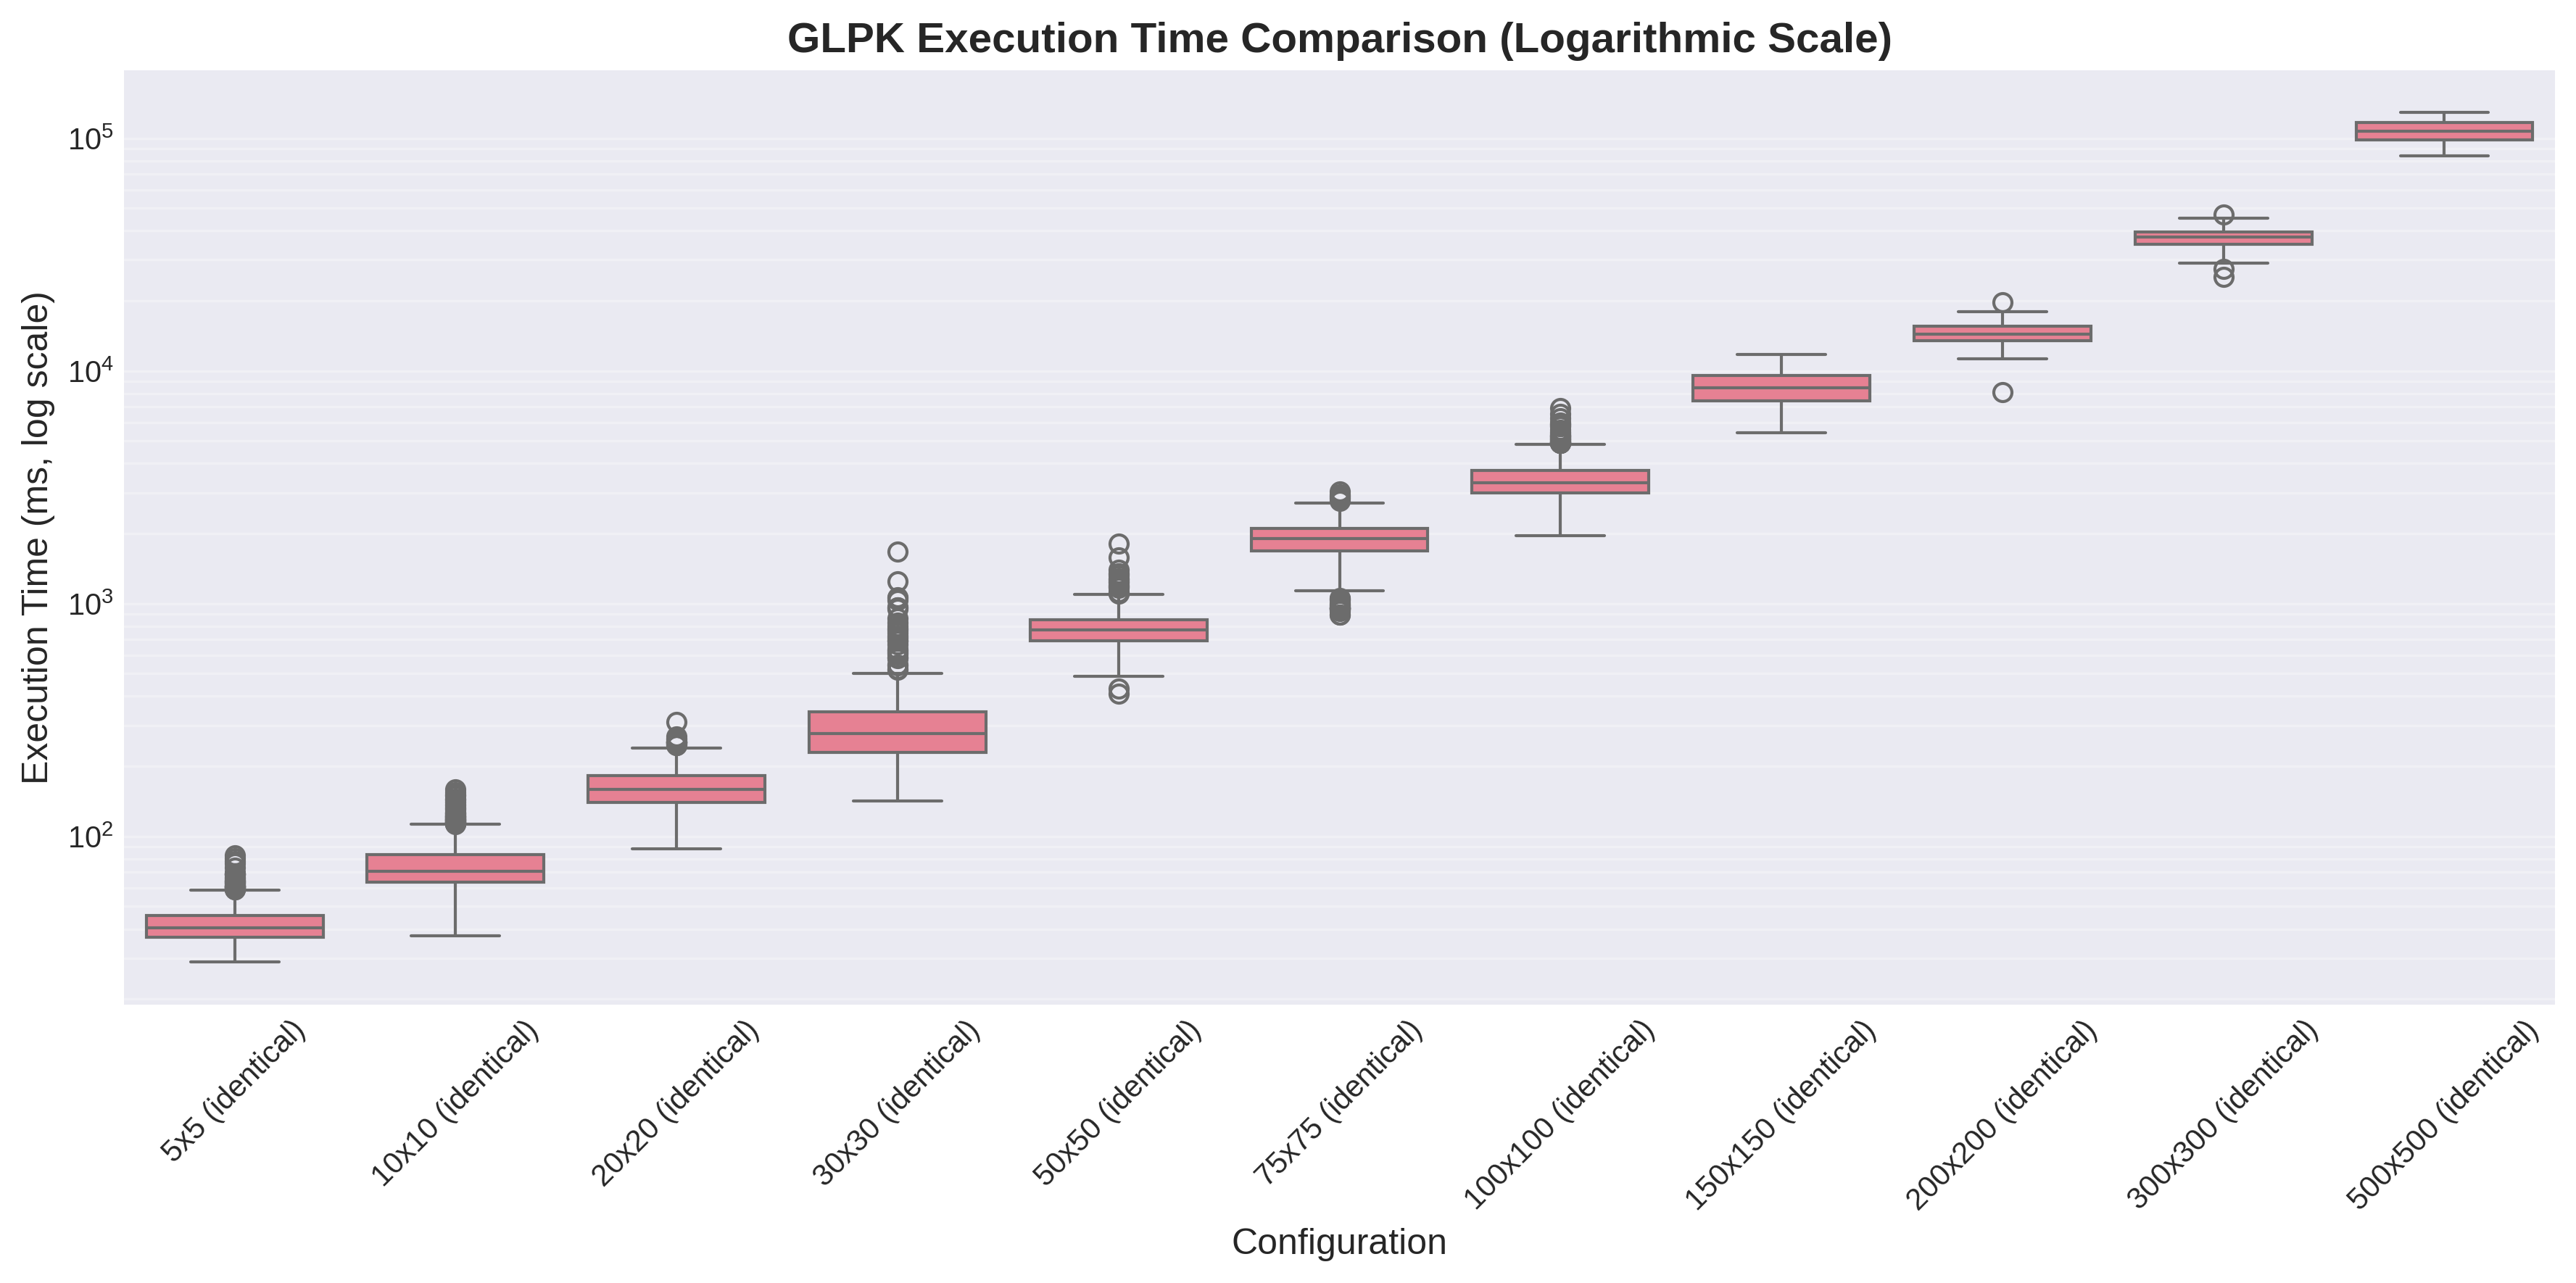 GLPK Execution Time Comparison (Logarithmic Scale)
Execution Time (ms, log scale)
10⁵
10⁴
10³
10²
5x5 (identical)
10x10 (identical)
20x20 (identical)
30x30 (identical)
50x50 (identical)
75x75 (identical)
100x100 (identical)
150x150 (identical)
200x200 (identical)
300x300 (identical)
500x500 (identical)
Configuration